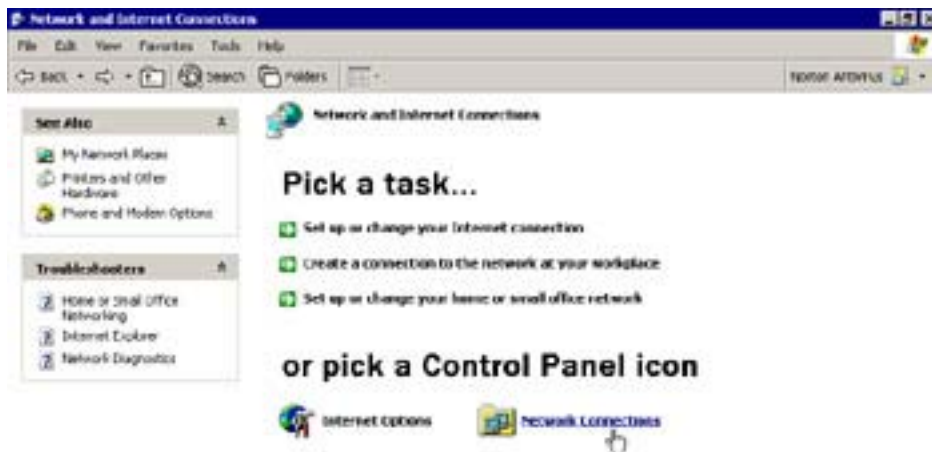 Network and Internet Connections
File Edit View Favorites Tools Help
Back Search Folders Norton AntiVirus
See Also
My Network Places
Printers and Other
Hardware
Phone and Modem Options
Troubleshooters
Home or Small Office
Networking
Internet Explorer
Network Diagnostics
Network and Internet Connections
Pick a task...
Set up or change your Internet connection
Create a connection to the network at your workplace
Set up or change your home or small office network
or pick a Control Panel icon
Internet Options Network Connections